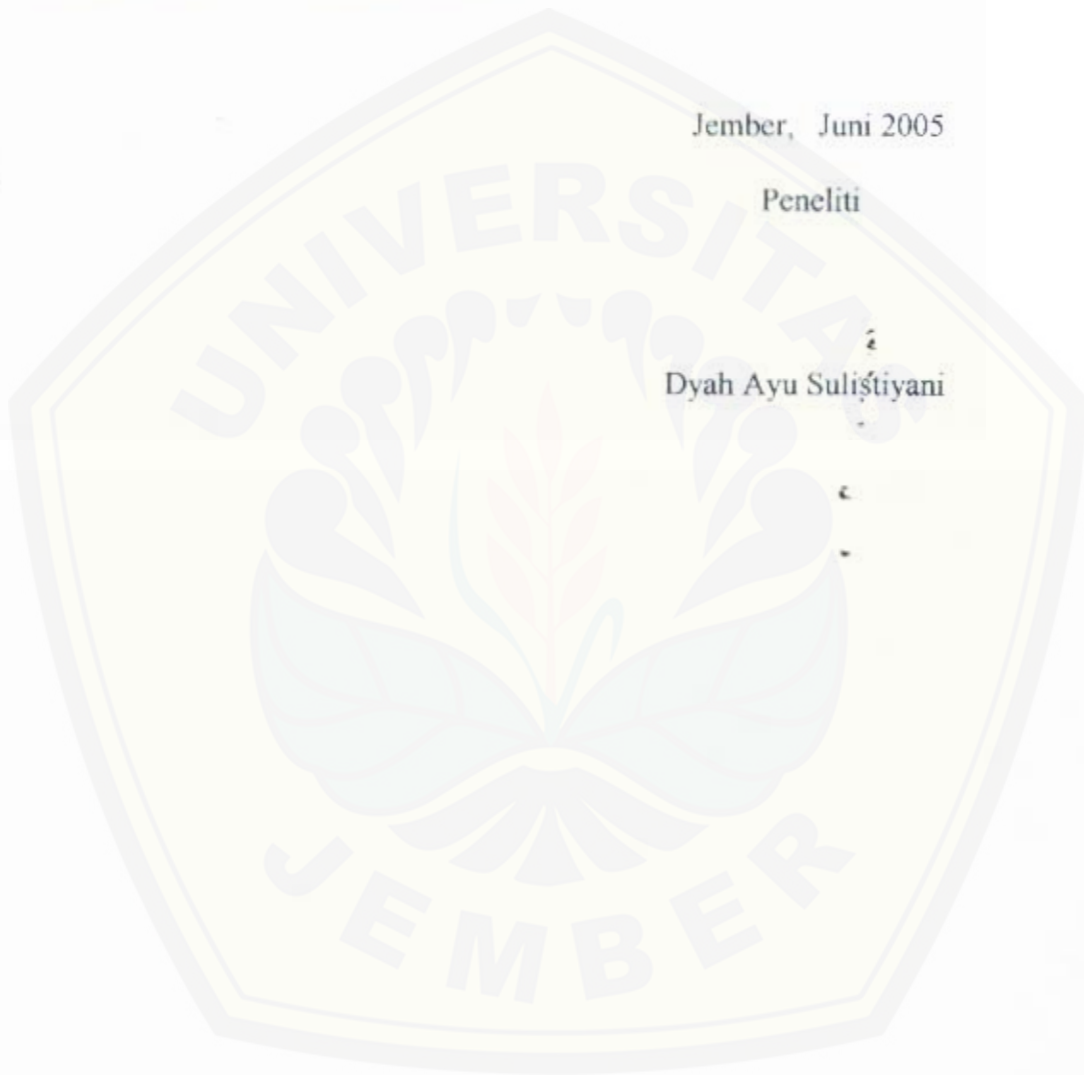 Jember, Juni 2005
Peneliti
Dyah Ayu Sulistiyani
UNIVERSITAS
JEMBER